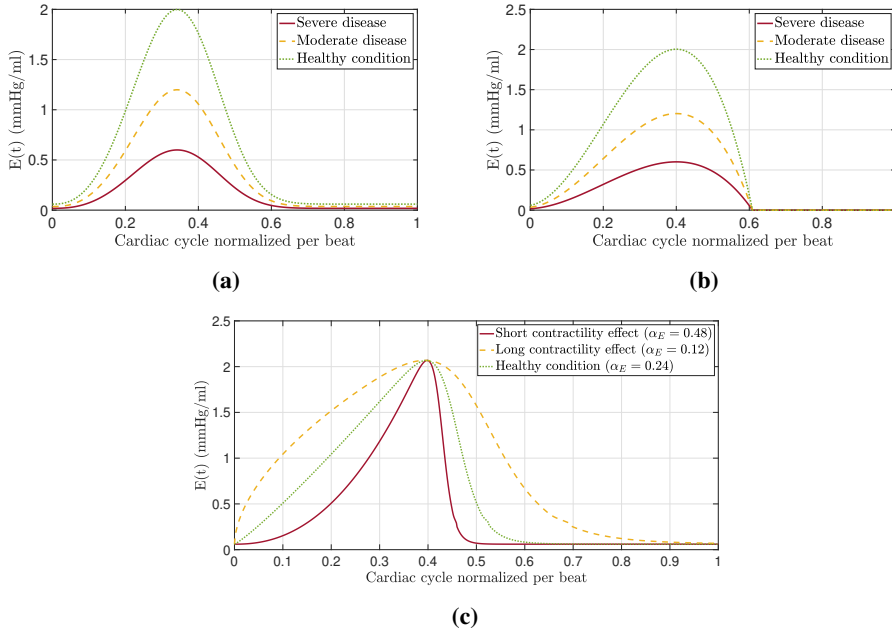 2
1.5
1
0.5
0
E(t) (mmHg/ml)
Severe disease
Moderate disease
Healthy condition
0 0.2 0.4 0.6 0.8 1
Cardiac cycle normalized per beat
(a)
2.5
2
1.5
1
0.5
0
E(t) (mmHg/ml)
Severe disease
Moderate disease
Healthy condition
0 0.2 0.4 0.6 0.8
Cardiac cycle normalized per beat
(b)
2.5
2
1.5
1
0.5
0
E(t) (mmHg/ml)
Short contractility effect (α_E = 0.48)
Long contractility effect (α_E = 0.12)
Healthy condition (α_E = 0.24)
0 0.1 0.2 0.3 0.4 0.5 0.6 0.7 0.8 0.9 1
Cardiac cycle normalized per beat
(c)